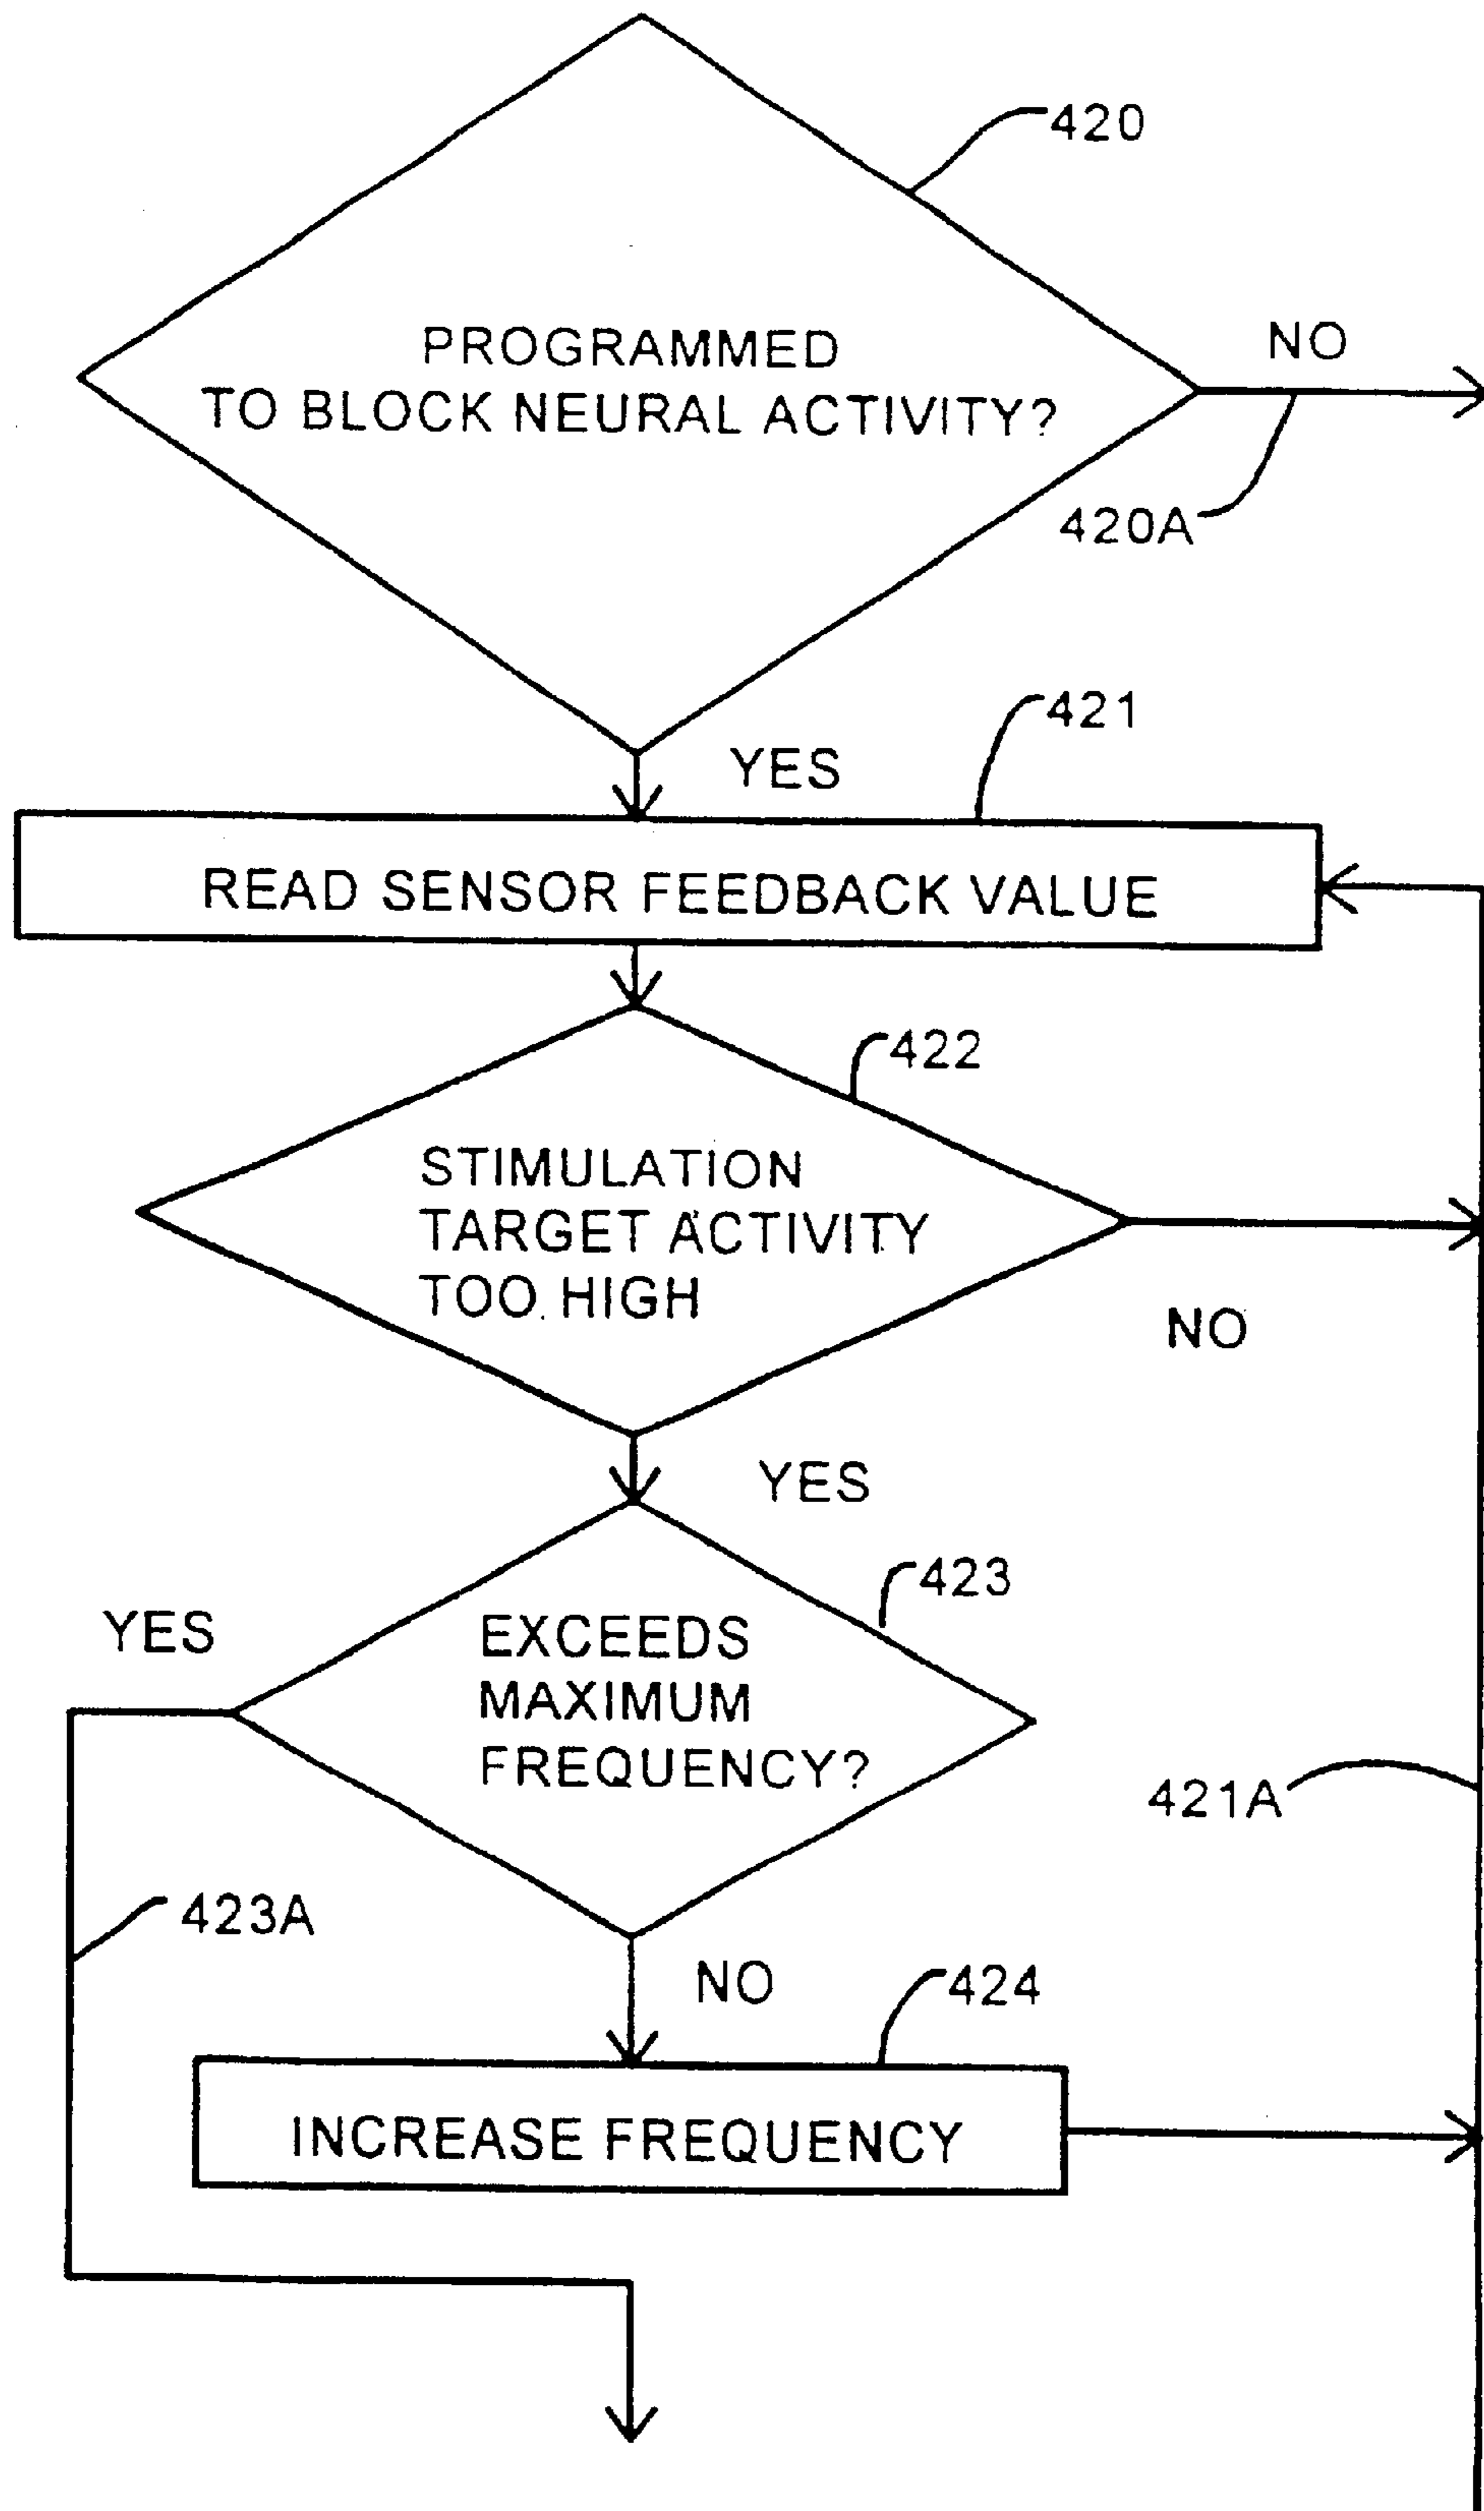 420
PROGRAMMED
TO BLOCK NEURAL ACTIVITY?
NO
420A
421
YES
READ SENSOR FEEDBACK VALUE
422
STIMULATION
TARGET ACTIVITY
TOO HIGH
NO
YES
423
YES
EXCEEDS
MAXIMUM
FREQUENCY?
421A
423A
NO
424
INCREASE FREQUENCY